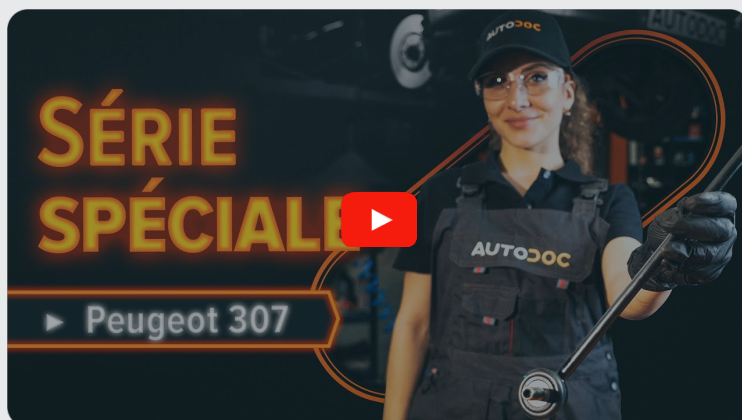 SÉRIE
SPÉCIALE
► Peugeot 307
AUTODOC
AUTODOC
AUTODOC